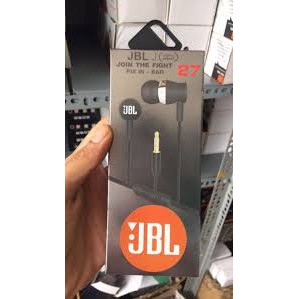 JBL J
JOIN THE FIGHT
FIX IN - EAR
27
JBL
JBL